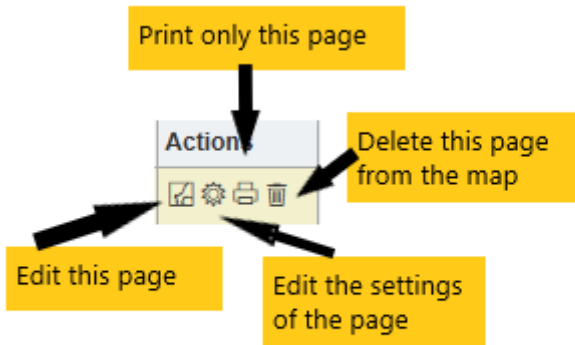 Print only this page
Actions
Delete this page
from the map
Edit this page
Edit the settings
of the page